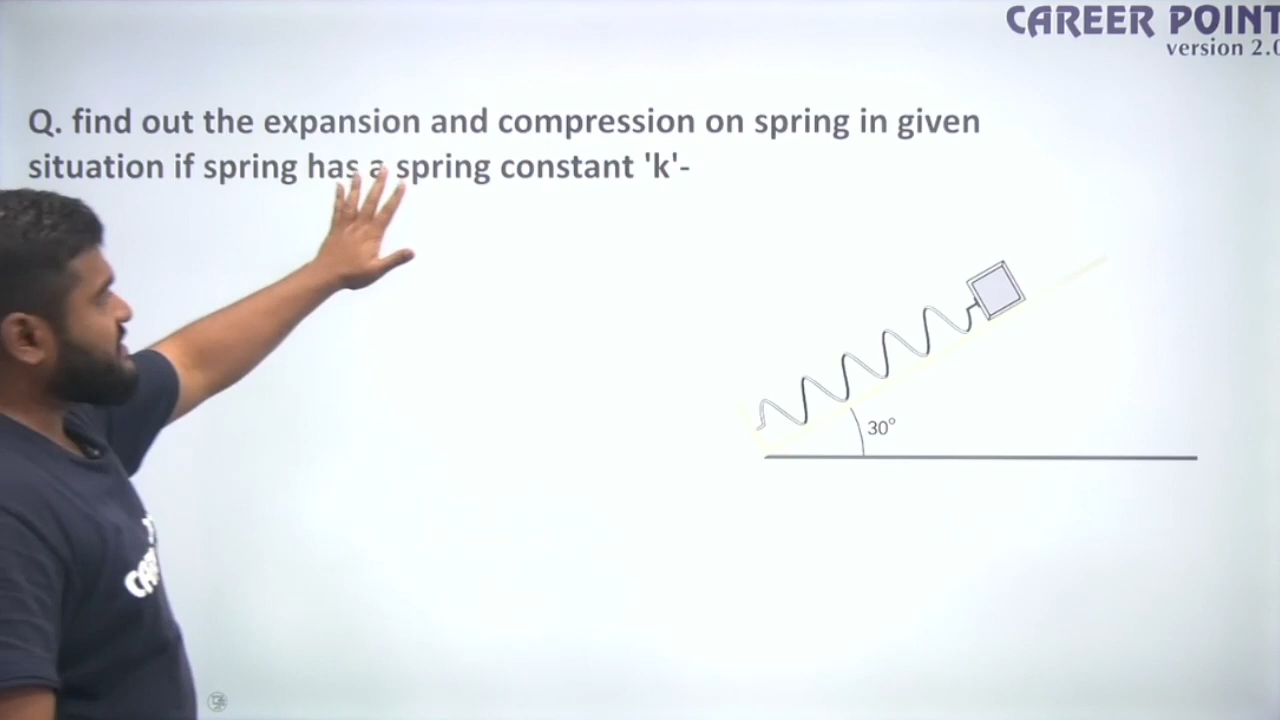 CAREER POINT
version 2.0
Q. find out the expansion and compression on spring in given
situation if spring has a spring constant 'k'-
30°